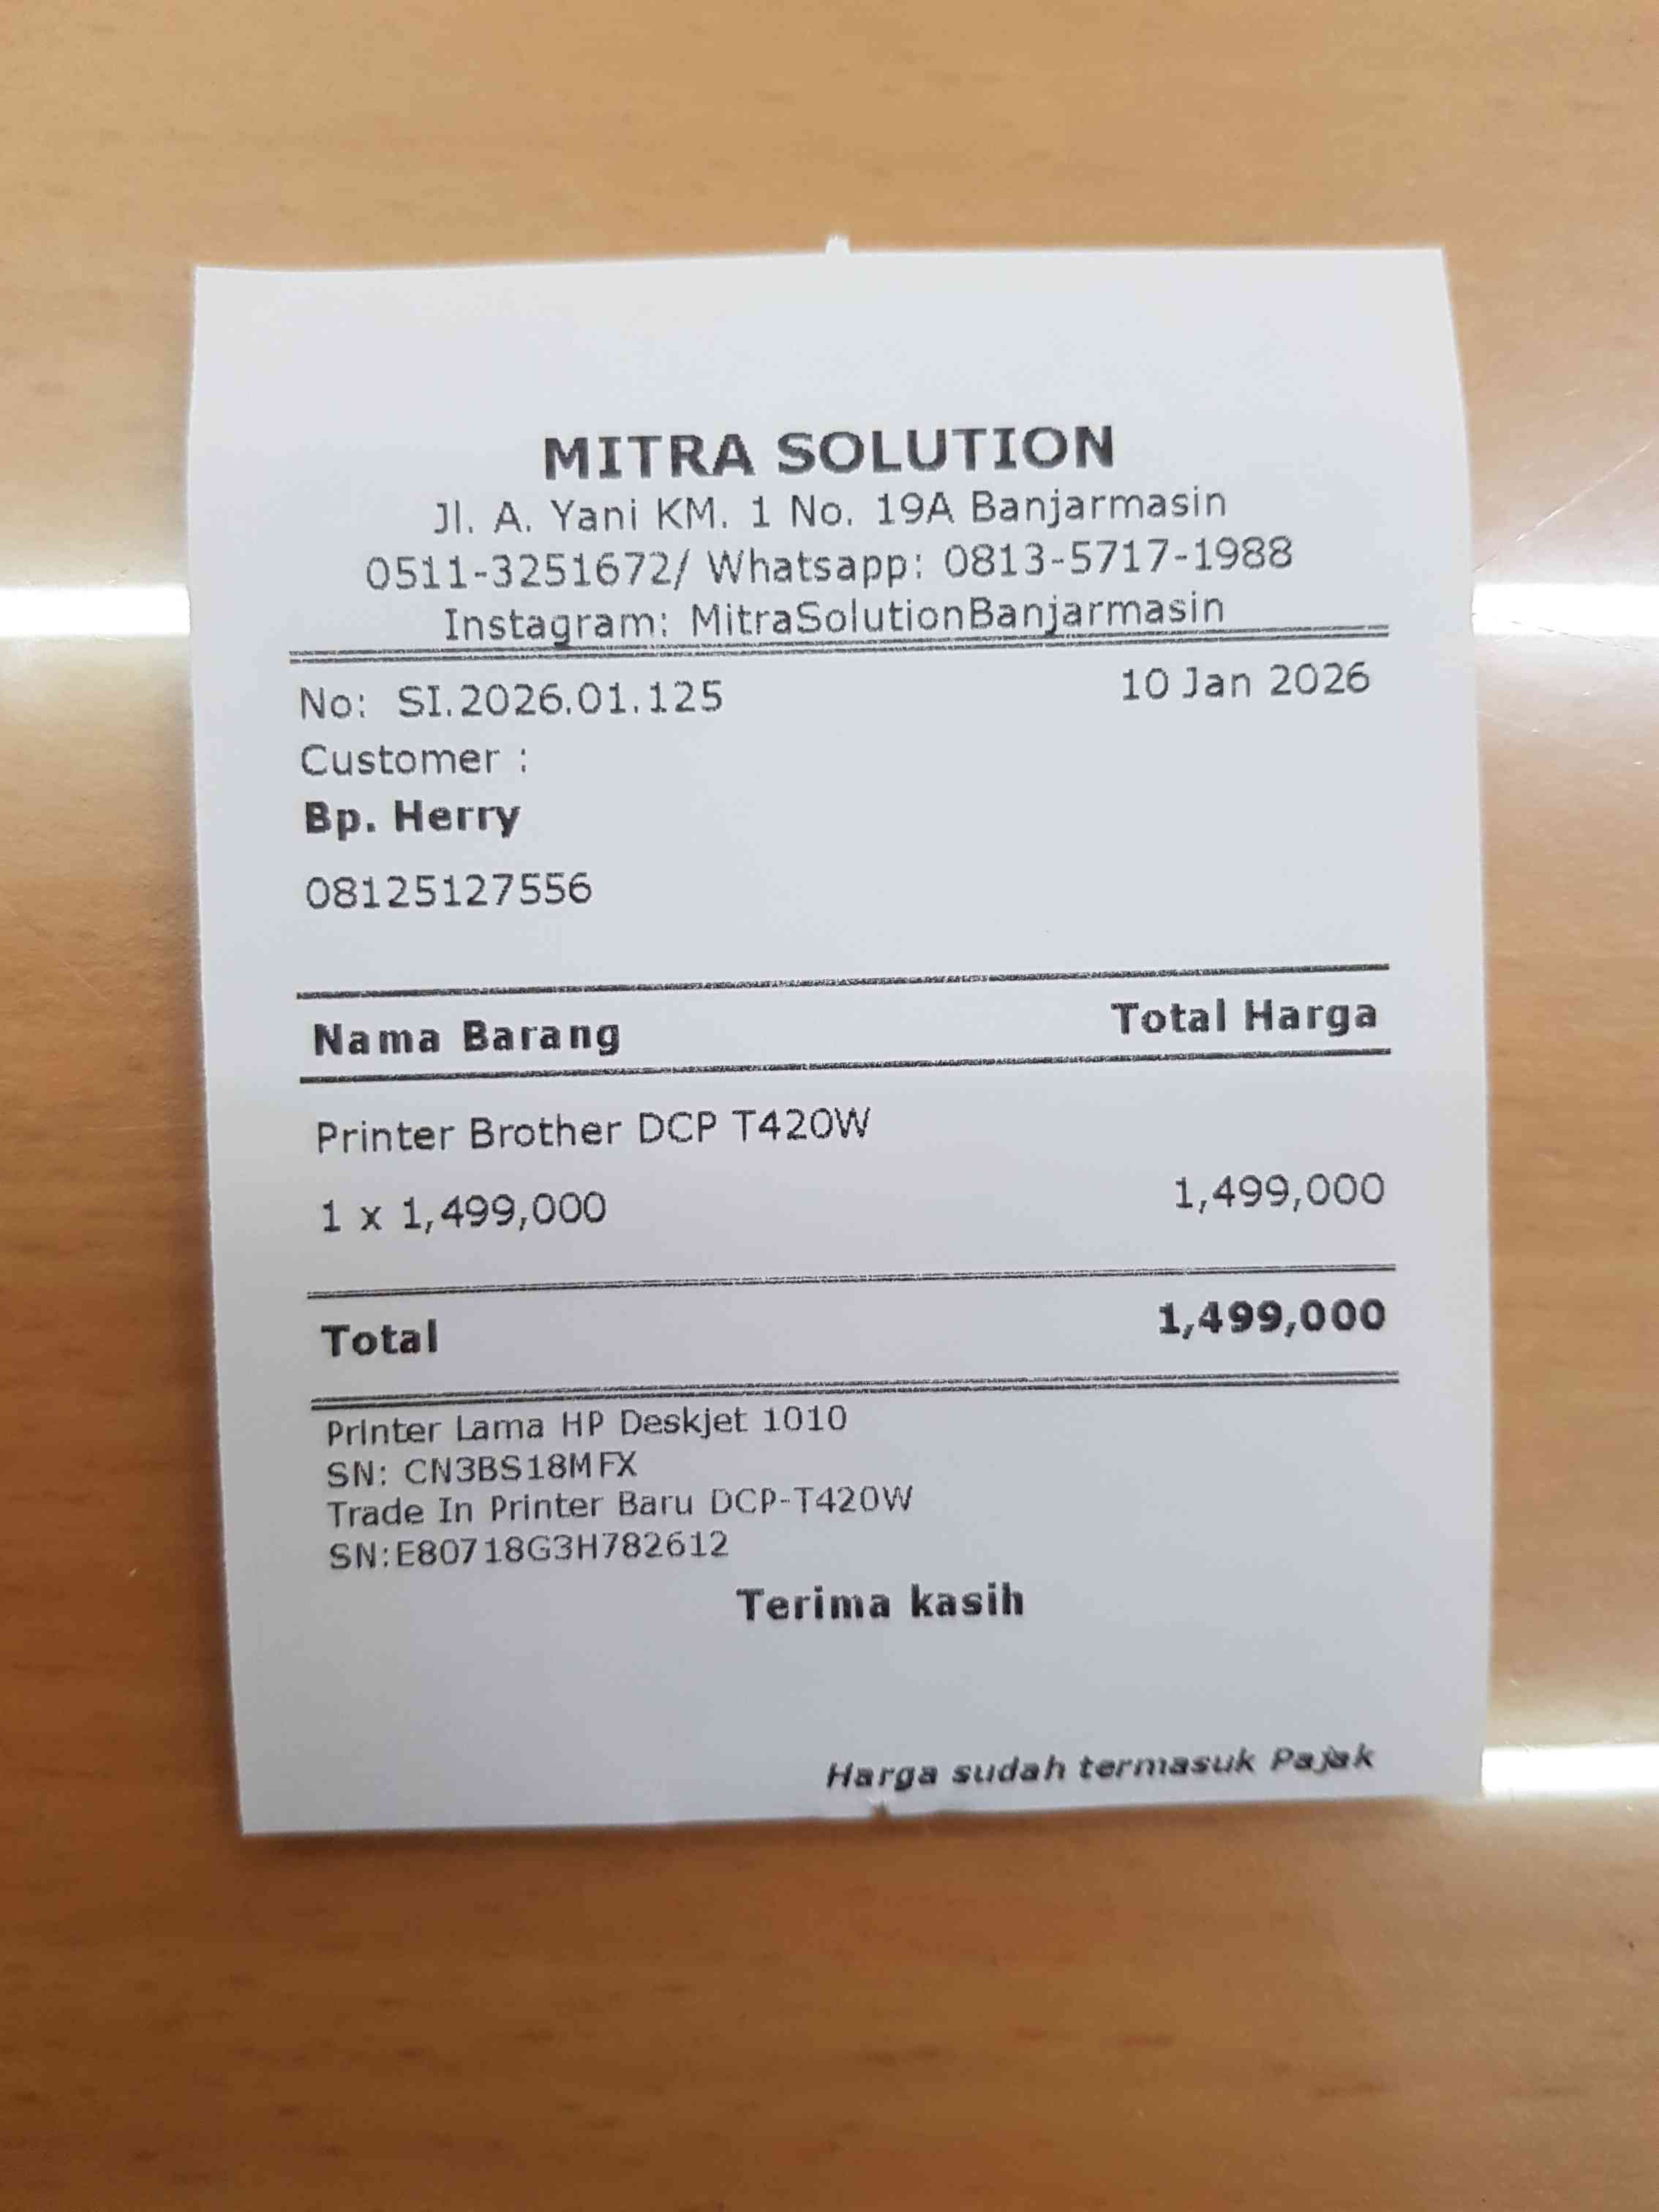 MITRA SOLUTION
Jl. A. Yani KM. 1 No. 19A Banjarmasin
0511-3251672/ Whatsapp: 0813-5717-1988
Instagram: MitraSolutionBanjarmasin
No: SI.2026.01.125 10 Jan 2026
Customer :
Bp. Herry
08125127556
Nama Barang Total Harga
Printer Brother DCP T420W
1 x 1,499,000 1,499,000
Total 1,499,000
Printer Lama HP Deskjet 1010
SN: CN3BS18MFX
Trade In Printer Baru DCP-T420W
SN:E80718G3H782612
Terima kasih
Harga sudah termasuk Pajak